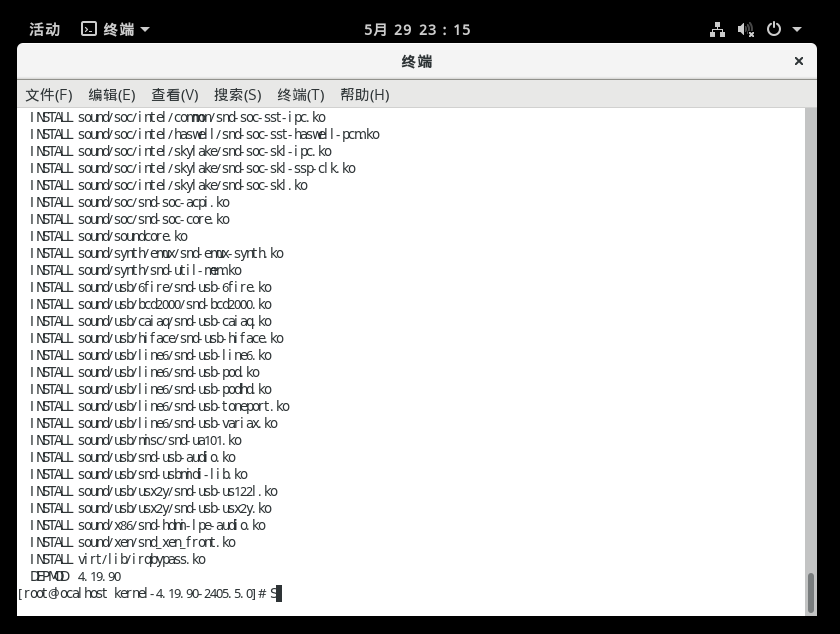 活动 终端 5月 29 23：15
终端 ×
文件(F) 编辑(E) 查看(V) 搜索(S) 终端(T) 帮助(H)
INSTALL sound/soc/intel/common/snd-soc-sst-ipc.ko
INSTALL sound/soc/intel/haswell/snd-soc-sst-haswell-pcm.ko
INSTALL sound/soc/intel/skylake/snd-soc-skl-ipc.ko
INSTALL sound/soc/intel/skylake/snd-soc-skl-ssp-clk.ko
INSTALL sound/soc/intel/skylake/snd-soc-skl.ko
INSTALL sound/soc/snd-soc-acpi.ko
INSTALL sound/soc/snd-soc-core.ko
INSTALL sound/soundcore.ko
INSTALL sound/synth/emux/snd-emux-synth.ko
INSTALL sound/synth/snd-util-mem.ko
INSTALL sound/usb/6fire/snd-usb-6fire.ko
INSTALL sound/usb/bcd2000/snd-bcd2000.ko
INSTALL sound/usb/caiaq/snd-usb-caiaq.ko
INSTALL sound/usb/hiface/snd-usb-hiface.ko
INSTALL sound/usb/line6/snd-usb-line6.ko
INSTALL sound/usb/line6/snd-usb-pod.ko
INSTALL sound/usb/line6/snd-usb-podhd.ko
INSTALL sound/usb/line6/snd-usb-toneport.ko
INSTALL sound/usb/line6/snd-usb-variax.ko
INSTALL sound/usb/misc/snd-ua101.ko
INSTALL sound/usb/snd-usb-audio.ko
INSTALL sound/usb/snd-usbmidi-lib.ko
INSTALL sound/usb/usx2y/snd-usb-us122l.ko
INSTALL sound/usb/usx2y/snd-usb-usx2y.ko
INSTALL sound/x86/snd-hdmi-lpe-audio.ko
INSTALL sound/xen/snd_xen_front.ko
INSTALL virt/lib/irqbypass.ko
DEPMOD 4.19.90
[root@localhost kernel-4.19.90-2405.5.0]# S